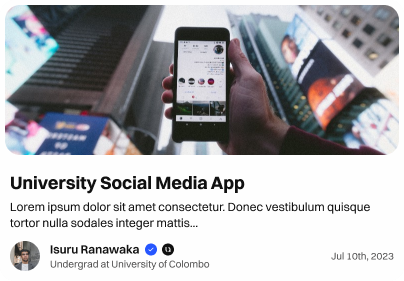 University Social Media App
Lorem ipsum dolor sit amet consectetur. Donec vestibulum quisque
tortor nulla sodales integer mattis...
Isuru Ranawaka
Undergrad at University of Colombo
Jul 10th, 2023